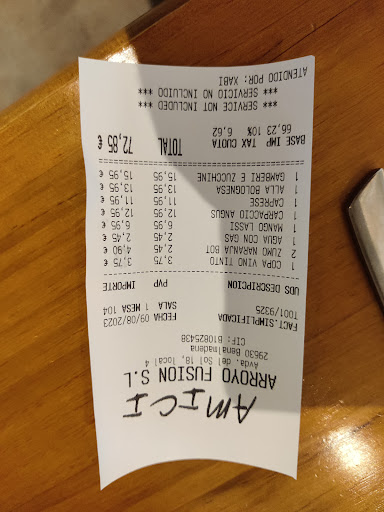 AMICI
ARROYO FUSION S.L
Avda. del Sol 18, local 4
29630 Benalmadena
CIF: B10825438
FACT.SIMPLIFICADA FECHA 09/08/2023
T001/9325 SALA 1 MESA 104
UDS DESCRIPCION PVP IMPORTE
1 COPA VINO TINTO 3,75 3,75 €
2 ZUMO NARANJA BOT 2,45 4,90 €
1 AGUA CON GAS 2,45 2,45 €
1 MANGO LASSI 6,95 6,95 €
1 CARPACCIO ANGUS 12,95 12,95 €
1 CAPRESE 11,95 11,95 €
1 ALLA BOLOGNESA 13,95 13,95 €
1 GAMBERI E ZUCCHINE 15,95 15,95 €
BASE IMP TAX CUOTA TOTAL 72,85 €
66,23 10% 6,62
*** SERVICE NOT INCLUDED ***
*** SERVICIO NO INCLUIDO ***
ATENDIDO POR: XABI